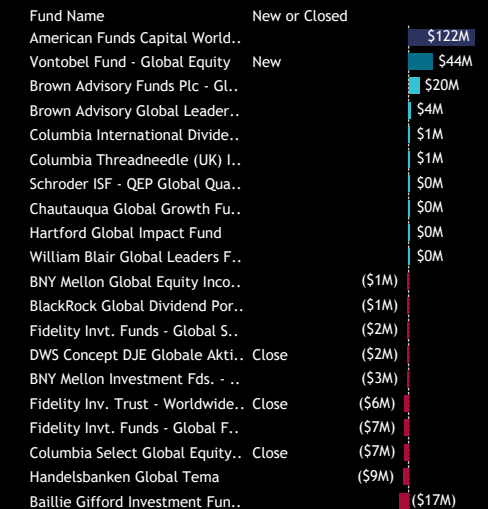 Fund Name New or Closed
American Funds Capital World.. $122M
Vontobel Fund - Global Equity New $44M
Brown Advisory Funds Plc - Gl.. $20M
Brown Advisory Global Leader.. $4M
Columbia International Divide.. $1M
Columbia Threadneedle (UK) I.. $1M
Schroder ISF - QEP Global Qua.. $0M
Chautauqua Global Growth Fu.. $0M
Hartford Global Impact Fund $0M
William Blair Global Leaders F.. $0M
BNY Mellon Global Equity Inco.. ($1M)
BlackRock Global Dividend Por.. ($1M)
Fidelity Invt. Funds - Global S.. ($2M)
DWS Concept DJE Globale Akti.. Close ($2M)
BNY Mellon Investment Fds. - .. ($3M)
Fidelity Inv. Trust - Worldwide.. Close ($6M)
Fidelity Invt. Funds - Global F.. ($7M)
Columbia Select Global Equity.. Close ($7M)
Handelsbanken Global Tema ($9M)
Baillie Gifford Investment Fun.. ($17M)